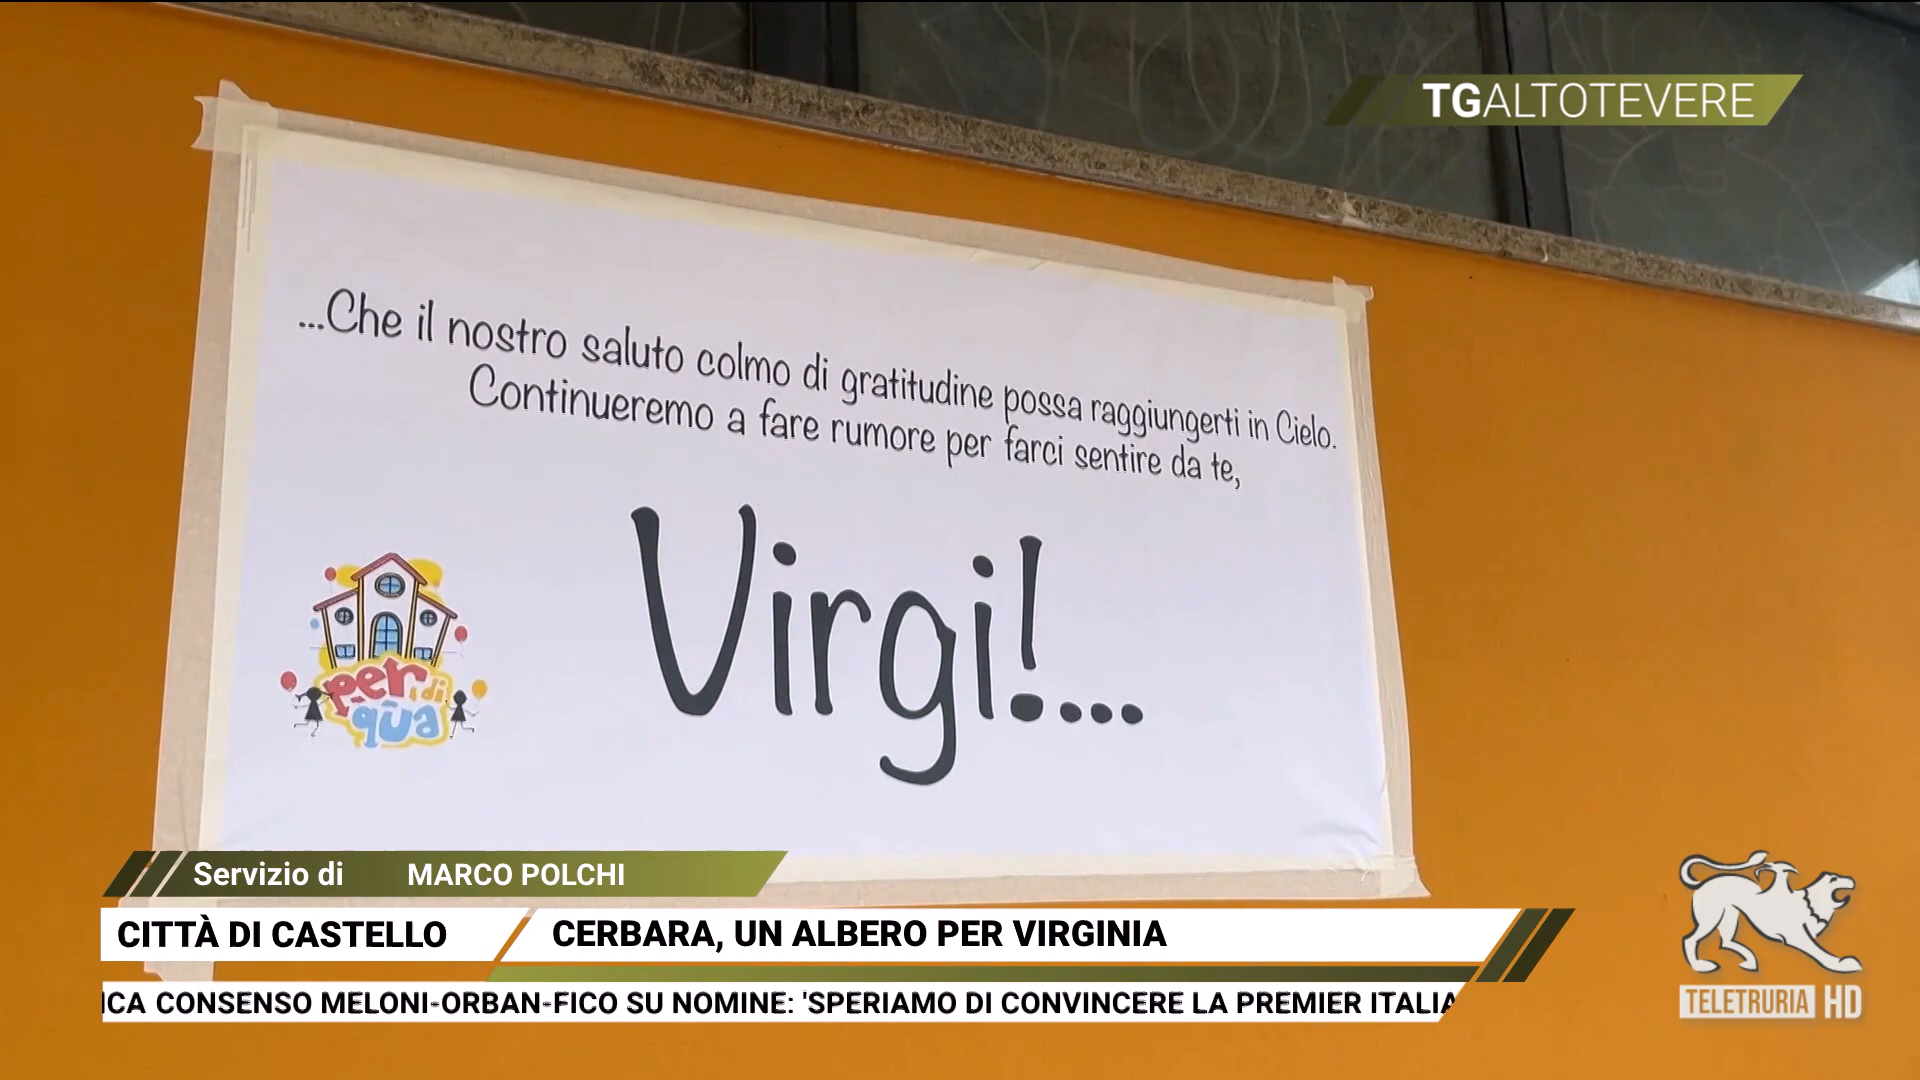 TGALTOTEVERE
...Che il nostro saluto colmo di gratitudine possa raggiungerti in Cielo.
Continueremo a fare rumore per farci sentire da te,
Virgi!...
per di
qua
Servizio di MARCO POLCHI
CITTÀ DI CASTELLO
CERBARA, UN ALBERO PER VIRGINIA
ICA CONSENSO MELONI-ORBAN-FICO SU NOMINE: 'SPERIAMO DI CONVINCERE LA PREMIER ITALIA
TELETRURIA HD